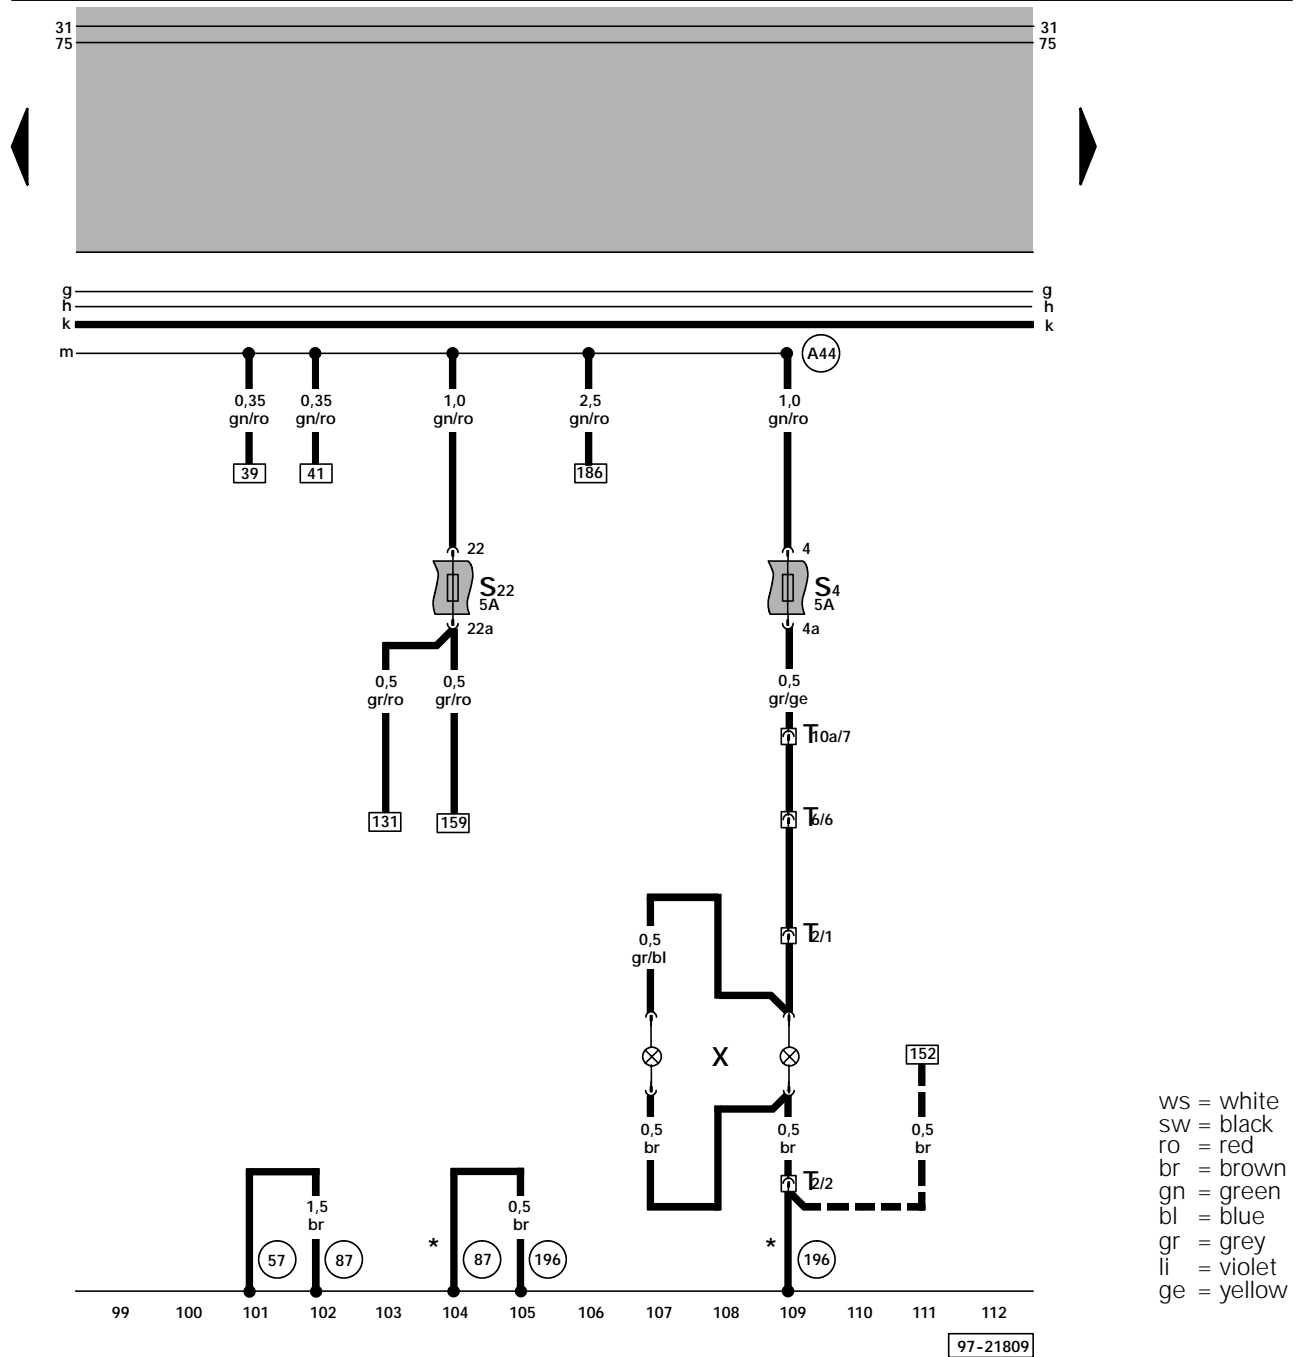 31 31
75 75
g g
h h
k k
m
A44
0,35 0,35 1,0 2,5 1,0
gn/ro gn/ro gn/ro gn/ro gn/ro
39 41 186
22 4
S22 S4
5A 5A
22a 4a
0,5 0,5 0,5
gr/ro gr/ro gr/ge
T10a/7
131 159 T6/6
0,5 T2/1
gr/bl
X 152
0,5 0,5 0,5
br br br
T2/2
1,5 0,5
br br
* *
57 87 87 196 196
99 100 101 102 103 104 105 106 107 108 109 110 111 112
97-21809
ws = white
sw = black
ro = red
br = brown
gn = green
bl = blue
gr = grey
li = violet
ge = yellow